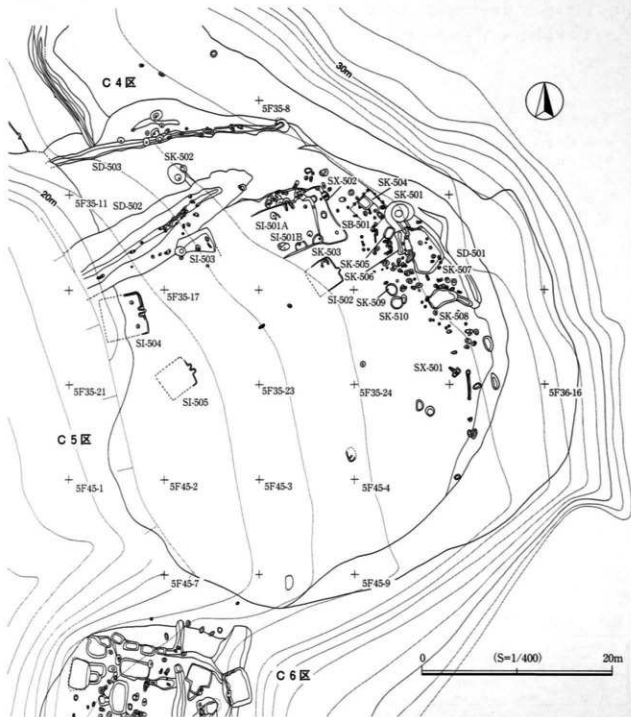 C 4 区
30m
5F35-8
SD-503
SK-502
SX-502
SK-504
SK-501
20m
5F35-11
SD-502
SI-501A
SB-501
SI-501B
SD-501
SI-503
SK-503
SK-505
SK-507
SK-506
5F35-17
SI-502
SK-509
SK-508
SK-510
SI-504
SX-501
5F35-21
SI-505
5F35-23
5F35-24
5F36-16
C 5 区
5F45-1
5F45-2
5F45-3
5F45-4
5F45-7
5F45-9
C 6 区
0
(S=1/400)
20m